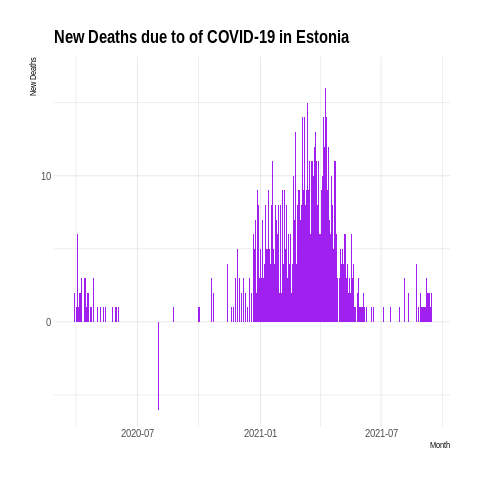 New Deaths due to of COVID-19 in Estonia
New Deaths
10
0
2020-07
2021-01
2021-07
Month